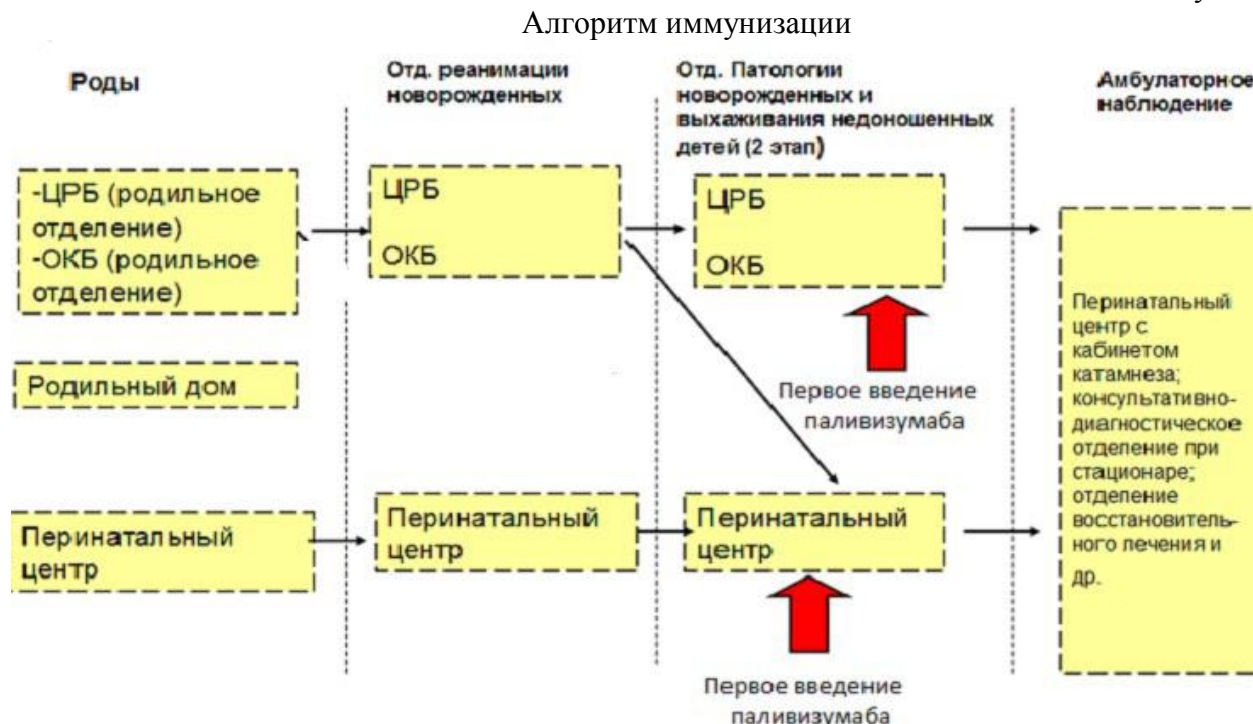 Алгоритм иммунизации
Роды
Отд. реанимации
новорожденных
Отд. Патологии
новорожденных и
выхаживания недоношенных
детей (2 этап)
Амбулаторное
наблюдение
-ЦРБ (родильное
отделение)
-ОКБ (родильное
отделение)
ЦРБ
ОКБ
ЦРБ
ОКБ
Первое введение
паливизумаба
Родильный дом
Перинатальный
центр
Перинатальный
центр
Перинатальный
центр
Первое введение
паливизумаба
Перинатальный
центр с
кабинетом
катамнеза;
консультативно-
диагностическое
отделение при
стационаре;
отделение
восстановитель-
ного лечения и
др.